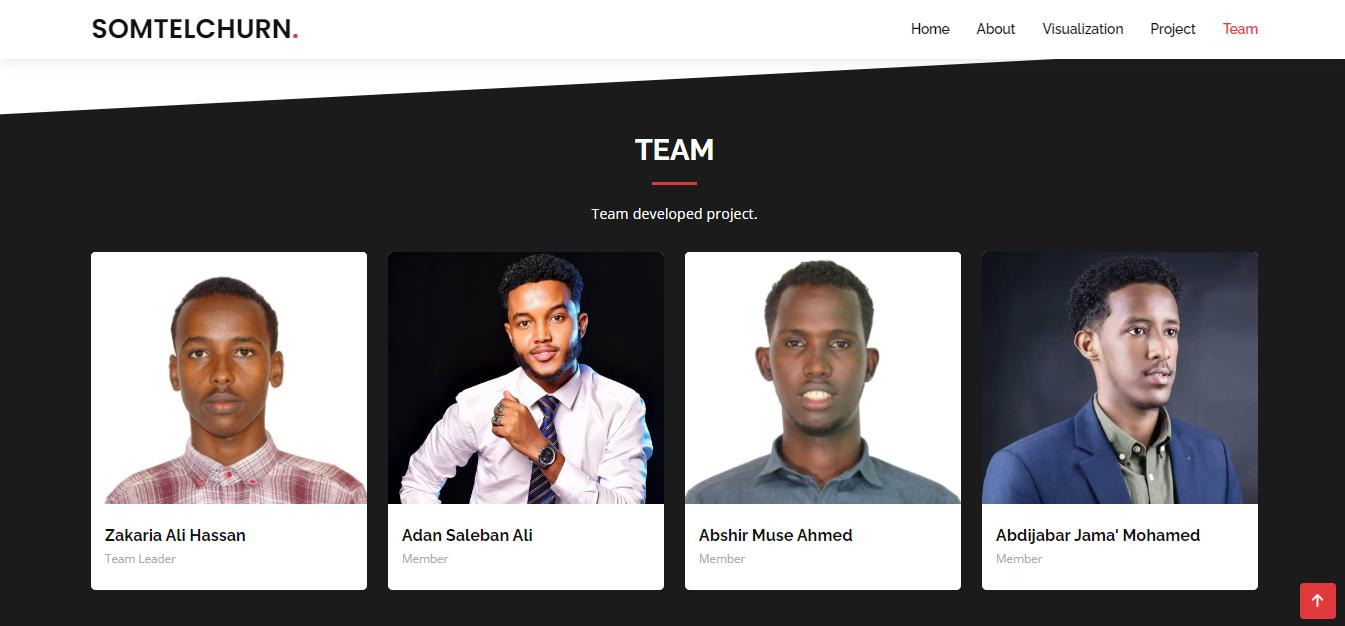 SOMTELCHURN.
Home About Visualization Project Team
TEAM
Team developed project.
Zakaria Ali Hassan
Team Leader
Adan Saleban Ali
Member
Abshir Muse Ahmed
Member
Abdijabar Jama' Mohamed
Member